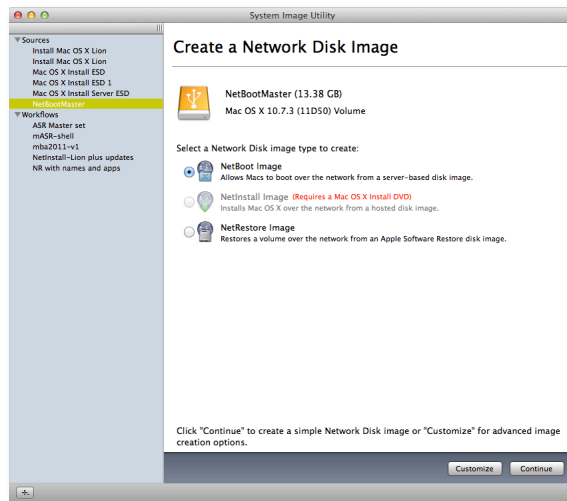 System Image Utility
Sources
Install Mac OS X Lion
Install Mac OS X Lion
Mac OS X Install ESD
Mac OS X Install ESD 1
Mac OS X Install Server ESD
NetBootMaster
Workflows
ASR Master set
mASR-shell
mba2011-v1
NetInstall-Lion plus updates
NR with names and apps
Create a Network Disk Image
NetBootMaster (13.38 GB)
Mac OS X 10.7.3 (11D50) Volume
Select a Network Disk image type to create:
NetBoot Image
Allows Macs to boot over the network from a server-based disk image.
NetInstall Image (Requires a Mac OS X Install DVD)
Installs Mac OS X over the network from a hosted disk image.
NetRestore Image
Restores a volume over the network from an Apple Software Restore disk image.
Click "Continue" to create a simple Network Disk image or "Customize" for advanced image
creation options.
Customize Continue